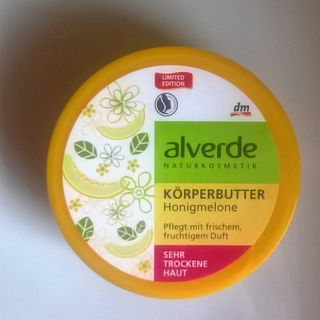 LIMITED
EDITION
dm
alverde
NATURKOSMETIK
KÖRPERBUTTER
Honigmelone
Pflegt mit frischem,
fruchtigem Duft
SEHR
TROCKENE
HAUT